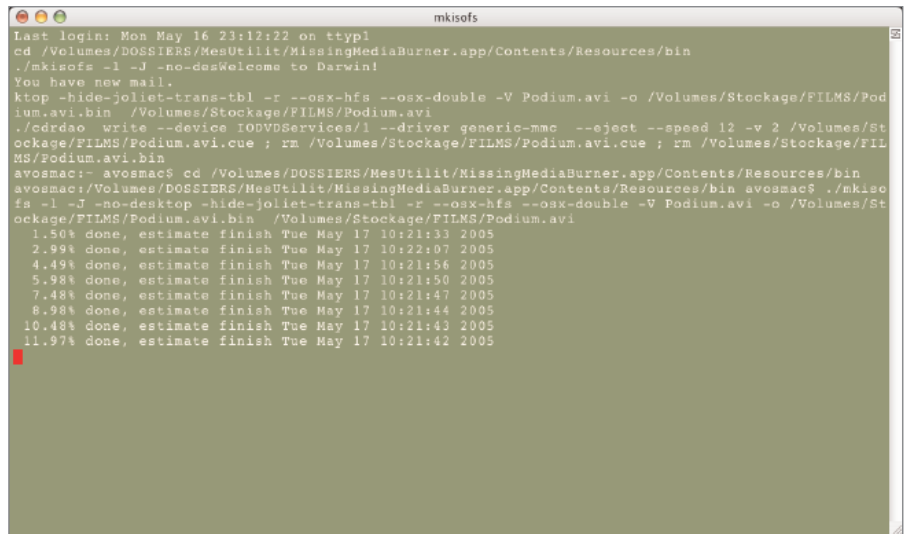 mkisofs
Last login: Mon May 16 23:12:22 on ttyp1
cd /Volumes/DOSSIERS/MesUtilit/MissingMediaBurner.app/Contents/Resources/bin
./mkisofs -l -J -no-desWelcome to Darwin!
You have new mail.
ktop -hide-joliet-trans-tbl -r --osx-hfs --osx-double -V Podium.avi -o /Volumes/Stockage/FILMS/Pod
ium.avi.bin  /Volumes/Stockage/FILMS/Podium.avi
./cdrdao  write --device IODVDServices/1 --driver generic-mmc  --eject --speed 12 -v 2 /Volumes/St
ockage/FILMS/Podium.avi.cue ; rm /Volumes/Stockage/FILMS/Podium.avi.cue ; rm /Volumes/Stockage/FIL
MS/Podium.avi.bin
avosmac:~ avosmac$ cd /Volumes/DOSSIERS/MesUtilit/MissingMediaBurner.app/Contents/Resources/bin
avosmac:/Volumes/DOSSIERS/MesUtilit/MissingMediaBurner.app/Contents/Resources/bin avosmac$ ./mkiso
fs -l -J -no-desktop -hide-joliet-trans-tbl -r --osx-hfs --osx-double -V Podium.avi -o /Volumes/St
ockage/FILMS/Podium.avi.bin  /Volumes/Stockage/FILMS/Podium.avi
1.50% done, estimate finish Tue May 17 10:21:33 2005
2.99% done, estimate finish Tue May 17 10:22:07 2005
4.49% done, estimate finish Tue May 17 10:21:56 2005
5.98% done, estimate finish Tue May 17 10:21:50 2005
7.48% done, estimate finish Tue May 17 10:21:47 2005
8.98% done, estimate finish Tue May 17 10:21:44 2005
10.48% done, estimate finish Tue May 17 10:21:43 2005
11.97% done, estimate finish Tue May 17 10:21:42 2005